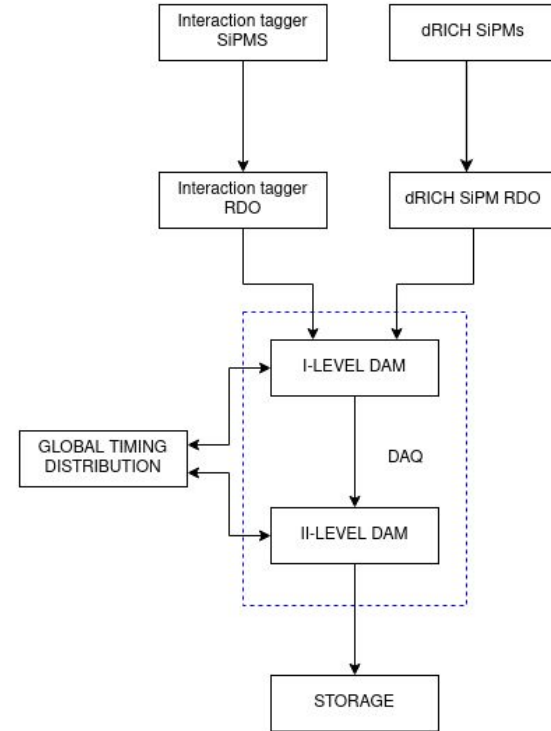 Interaction tagger
SiPMS
dRICH SiPMs
Interaction tagger
RDO
dRICH SiPM RDO
I-LEVEL DAM
GLOBAL TIMING
DISTRIBUTION
DAQ
II-LEVEL DAM
STORAGE